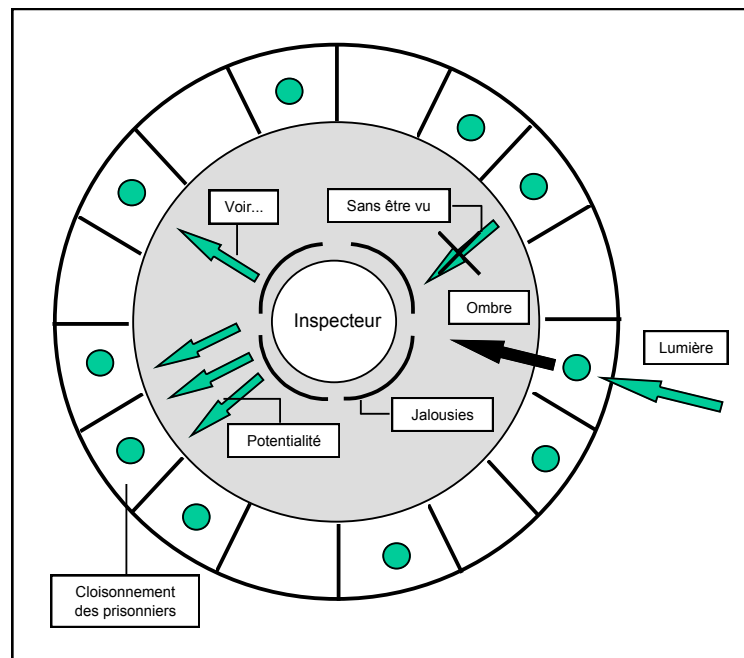 Voir...
Sans être vu
Ombre
Inspecteur
Lumière
Jalousies
Potentialité
Cloisonnement
des prisonniers